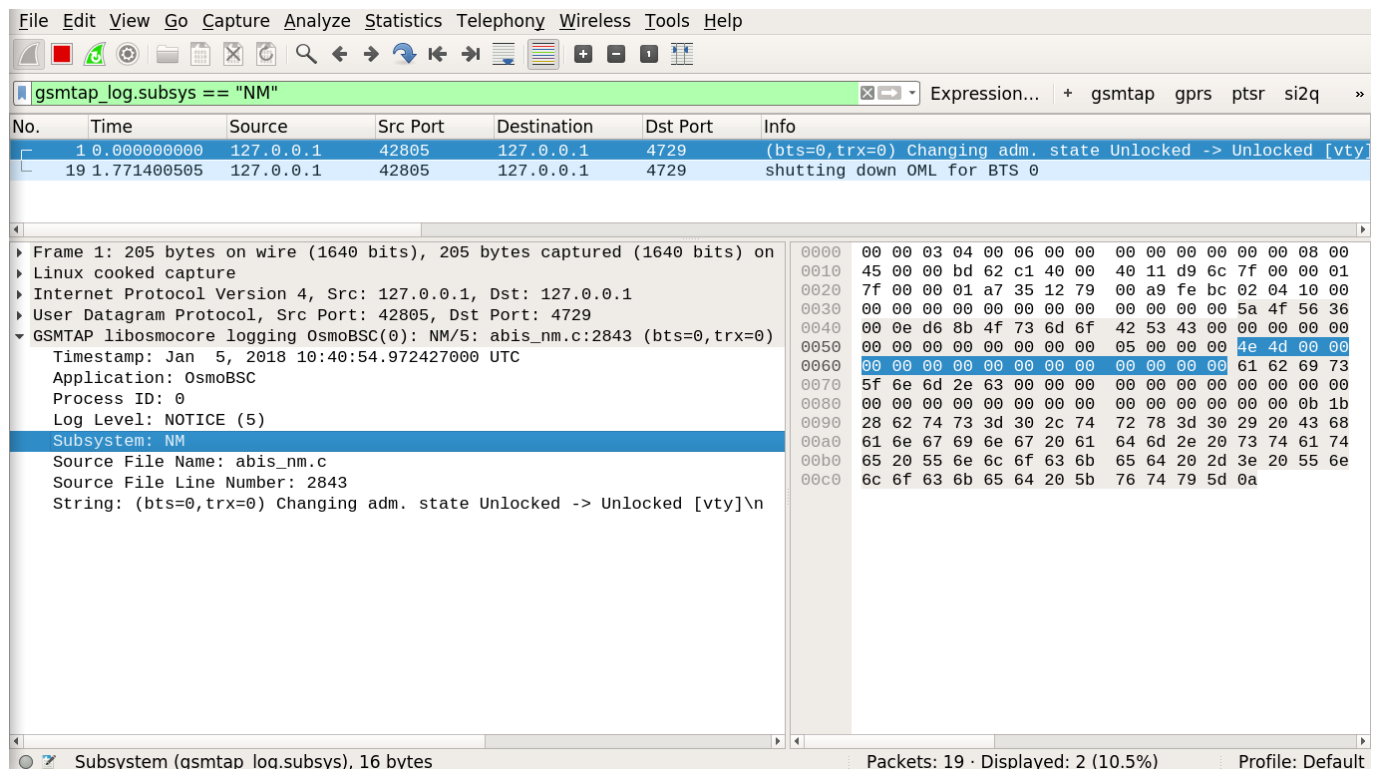 File Edit View Go Capture Analyze Statistics Telephony Wireless Tools Help
gsmtap_log.subsys == "NM" Expression… + gsmtap gprs ptsr si2q »
No. Time Source Src Port Destination Dst Port Info
1 0.000000000 127.0.0.1 42805 127.0.0.1 4729 (bts=0,trx=0) Changing adm. state Unlocked -> Unlocked [vty]
19 1.771400505 127.0.0.1 42805 127.0.0.1 4729 shutting down OML for BTS 0
Frame 1: 205 bytes on wire (1640 bits), 205 bytes captured (1640 bits) on
Linux cooked capture
Internet Protocol Version 4, Src: 127.0.0.1, Dst: 127.0.0.1
User Datagram Protocol, Src Port: 42805, Dst Port: 4729
GSMTAP libosmocore logging OsmoBSC(0): NM/5: abis_nm.c:2843 (bts=0,trx=0)
Timestamp: Jan  5, 2018 10:40:54.972427000 UTC
Application: OsmoBSC
Process ID: 0
Log Level: NOTICE (5)
Subsystem: NM
Source File Name: abis_nm.c
Source File Line Number: 2843
String: (bts=0,trx=0) Changing adm. state Unlocked -> Unlocked [vty]\n
0000 00 00 03 04 00 06 00 00 00 00 00 00 00 00 08 00
0010 45 00 00 bd 62 c1 40 00 40 11 d9 6c 7f 00 00 01
0020 7f 00 00 01 a7 35 12 79 00 a9 fe bc 02 04 10 00
0030 00 00 00 00 00 00 00 00 00 00 00 00 5a 4f 56 36
0040 00 0e d6 8b 4f 73 6d 6f 42 53 43 00 00 00 00 00
0050 00 00 00 00 00 00 00 00 05 00 00 00 4e 4d 00 00
0060 00 00 00 00 00 00 00 00 00 00 00 00 61 62 69 73
0070 5f 6e 6d 2e 63 00 00 00 00 00 00 00 00 00 00 00
0080 00 00 00 00 00 00 00 00 00 00 00 00 00 00 0b 1b
0090 28 62 74 73 3d 30 2c 74 72 78 3d 30 29 20 43 68
00a0 61 6e 67 69 6e 67 20 61 64 6d 2e 20 73 74 61 74
00b0 65 20 55 6e 6c 6f 63 6b 65 64 20 2d 3e 20 55 6e
00c0 6c 6f 63 6b 65 64 20 5b 76 74 79 5d 0a
Subsystem (gsmtap_log.subsys), 16 bytes Packets: 19 · Displayed: 2 (10.5%) Profile: Default